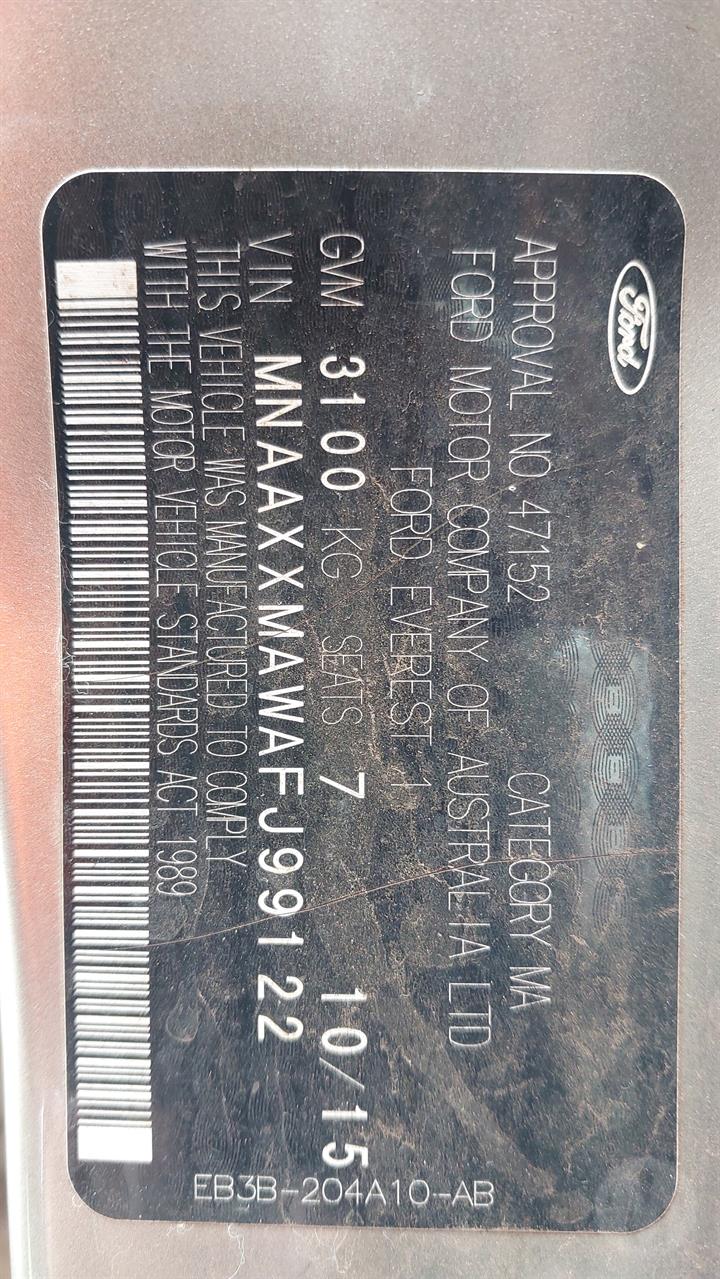 Ford
APPROVAL NO. 47152 CATEGORY MA
FORD MOTOR COMPANY OF AUSTRALIA LTD
FORD EVEREST 1
GVM 3100 KG SEATS 7 10/15
VIN MNAAXXMAWAFJ99122
THIS VEHICLE WAS MANUFACTURED TO COMPLY
WITH THE MOTOR VEHICLE STANDARDS ACT 1989
EB3B-204A10-AB